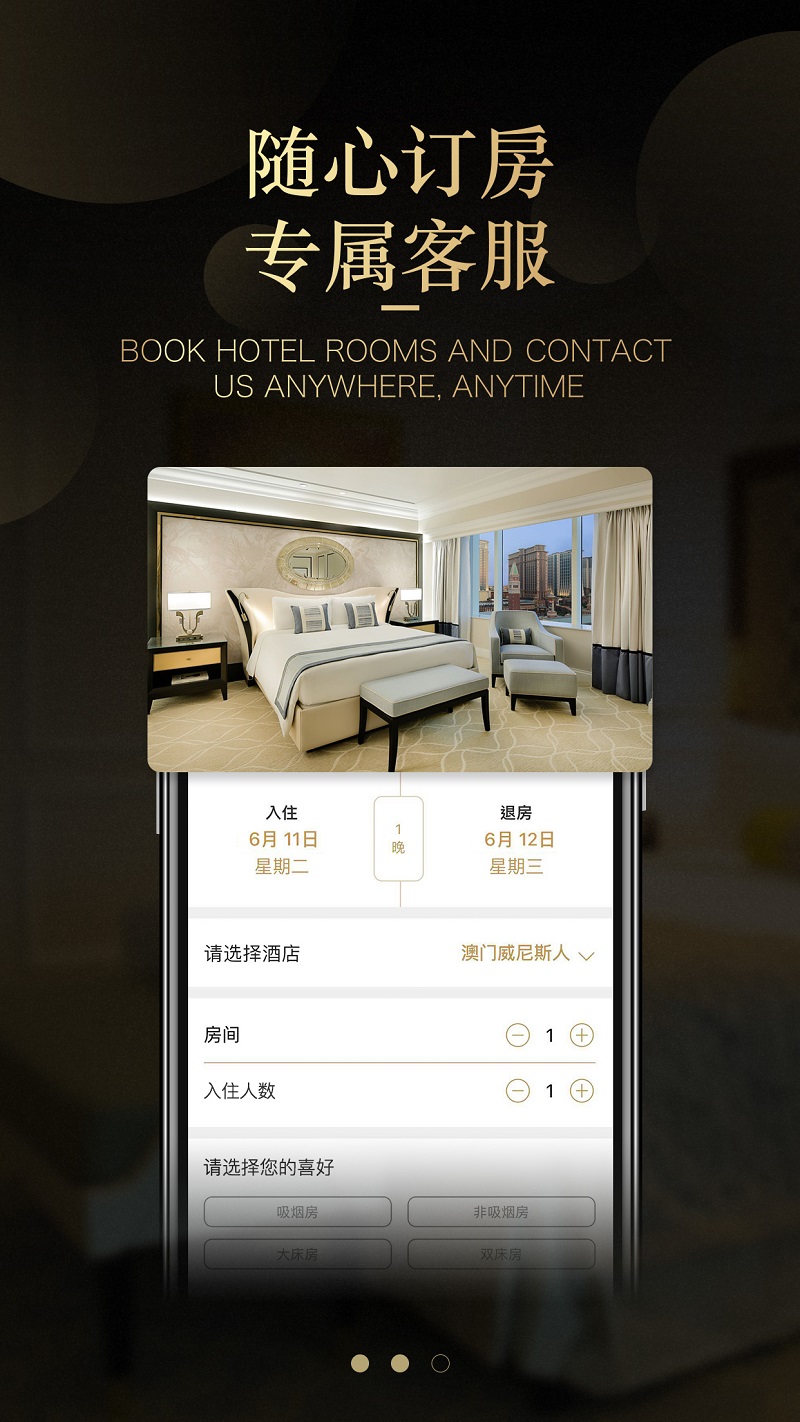 随心订房
专属客服
BOOK HOTEL ROOMS AND CONTACT
US ANYWHERE, ANYTIME
入住
6月 11日
星期二
1
晚
退房
6月 12日
星期三
请选择酒店 澳门威尼斯人
房间 1
入住人数 1
请选择您的喜好
吸烟房 非吸烟房
大床房 双床房